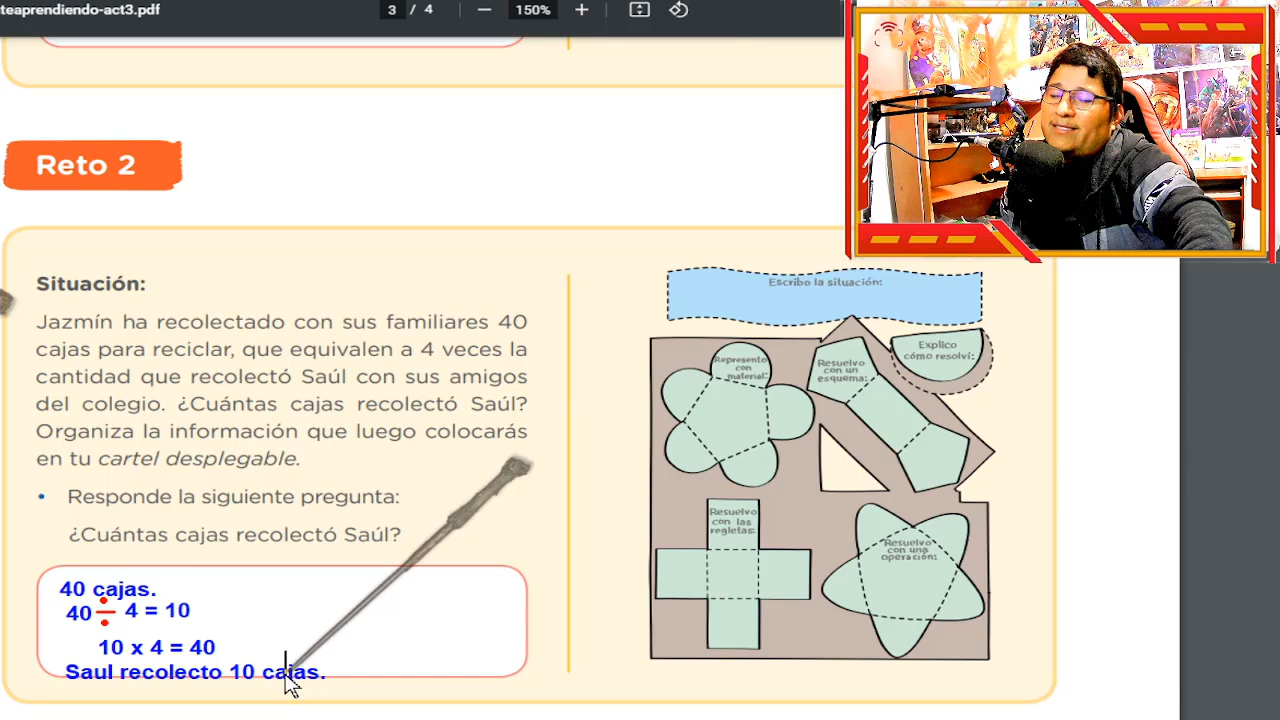 teaprendiendo-act3.pdf
3 / 4
150%
Reto 2
Situación:
Jazmín ha recolectado con sus familiares 40
cajas para reciclar, que equivalen a 4 veces la
cantidad que recolectó Saúl con sus amigos
del colegio. ¿Cuántas cajas recolectó Saúl?
Organiza la información que luego colocarás
en tu cartel desplegable.
• Responde la siguiente pregunta:
¿Cuántas cajas recolectó Saúl?
40 cajas.
40 ÷ 4 = 10
10 x 4 = 40
Saul recolecto 10 cajas.
Escribo la situación:
Represento
con
material:
Resuelvo
con un
esquema:
Explico
cómo resolví:
Resuelvo
con las
regletas:
Resuelvo
con una
operación: